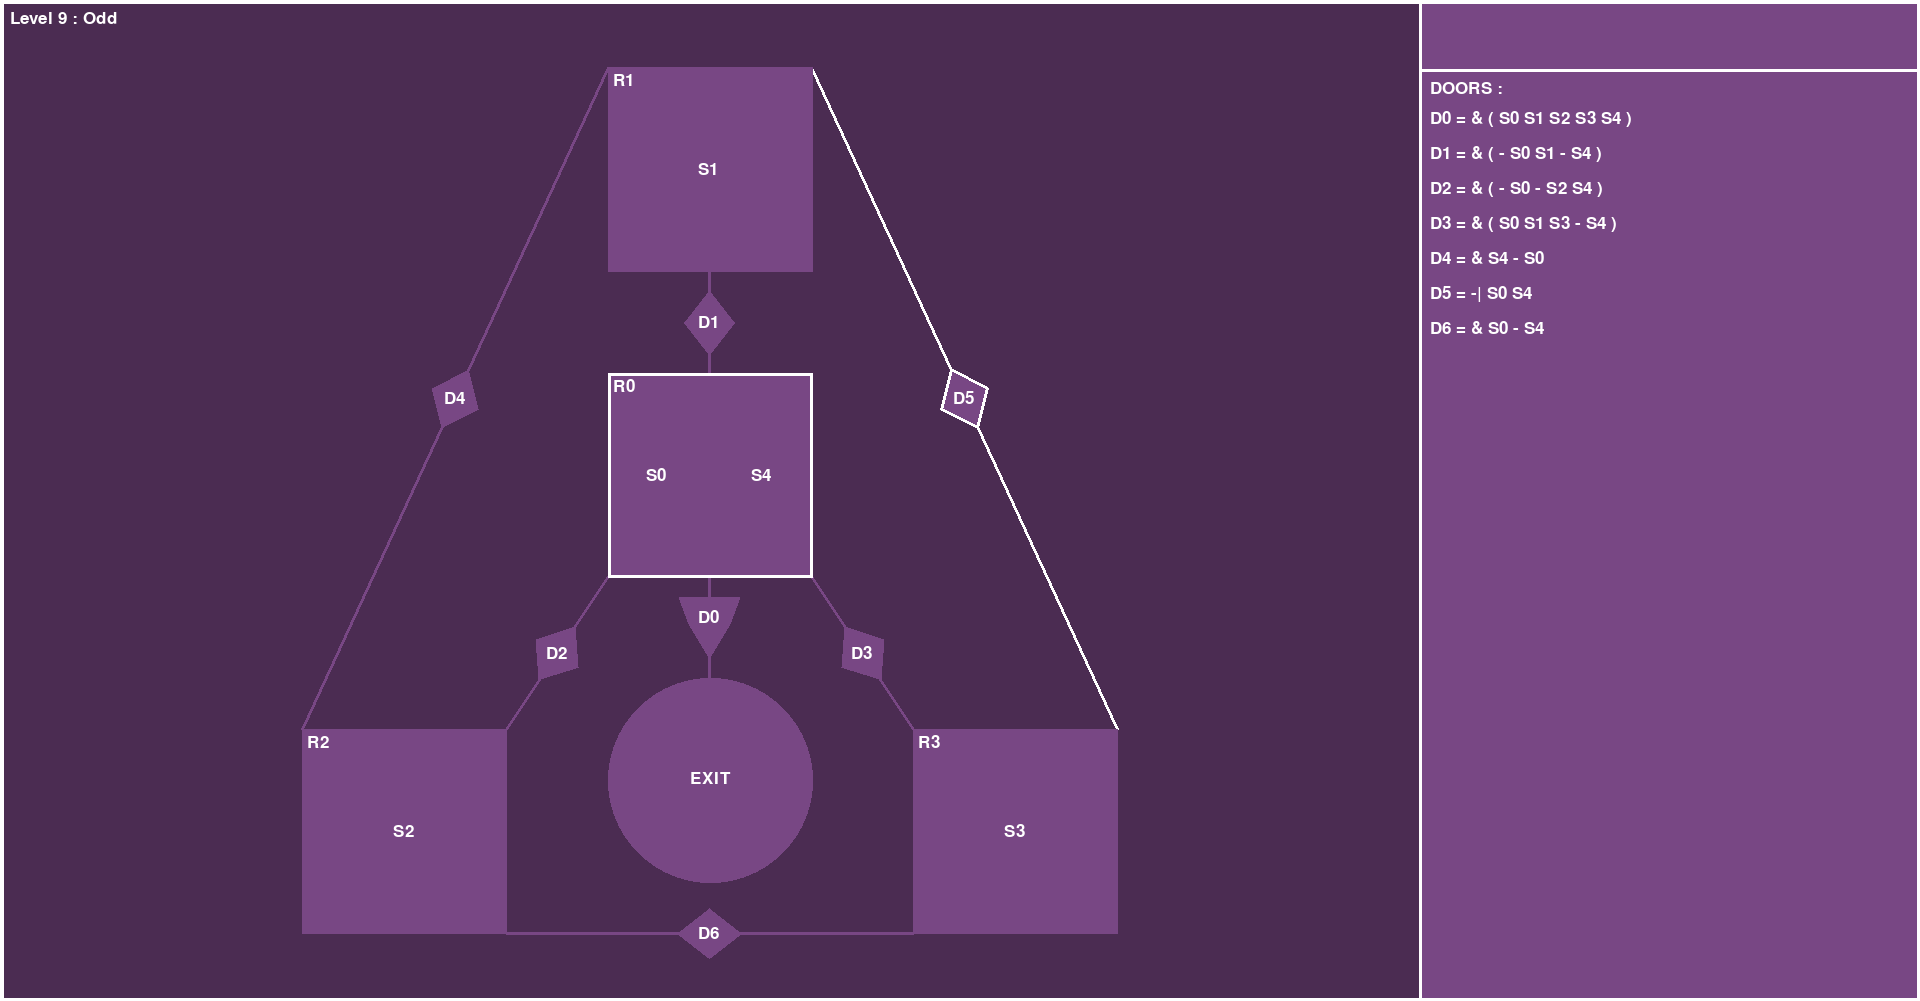 Level 9 : Odd
DOORS :
D0 = & ( S0 S1 S2 S3 S4 )
D1 = & ( - S0 S1 - S4 )
D2 = & ( - S0 - S2 S4 )
D3 = & ( S0 S1 S3 - S4 )
D4 = & S4 - S0
D5 = -| S0 S4
D6 = & S0 - S4
R1
S1
D1
D4
D5
R0
S0 S4
D0
D2
D3
R2
S2
EXIT
R3
S3
D6